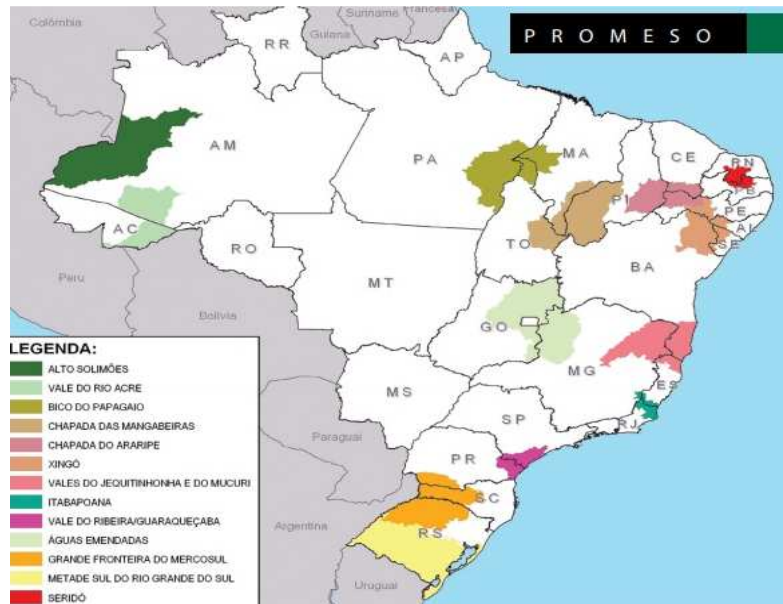 Colômbia
Suriname
Francesa
Guiana
PROMESO
RR
AP
AM
PA
MA
CE
RN
PB
PI
PE
AL
SE
AC
TO
RO
BA
Peru
MT
Bolívia
GO
MG
ES
MS
SP
RJ
Paraguai
PR
SC
Argentina
RS
Uruguai
LEGENDA:
ALTO SOLIMÕES
VALE DO RIO ACRE
BICO DO PAPAGAIO
CHAPADA DAS MANGABEIRAS
CHAPADA DO ARARIPE
XINGÓ
VALES DO JEQUITINHONHA E DO MUCURI
ITABAPOANA
VALE DO RIBEIRA/GUARAQUEÇABA
ÁGUAS EMENDADAS
GRANDE FRONTEIRA DO MERCOSUL
METADE SUL DO RIO GRANDE DO SUL
SERIDÓ